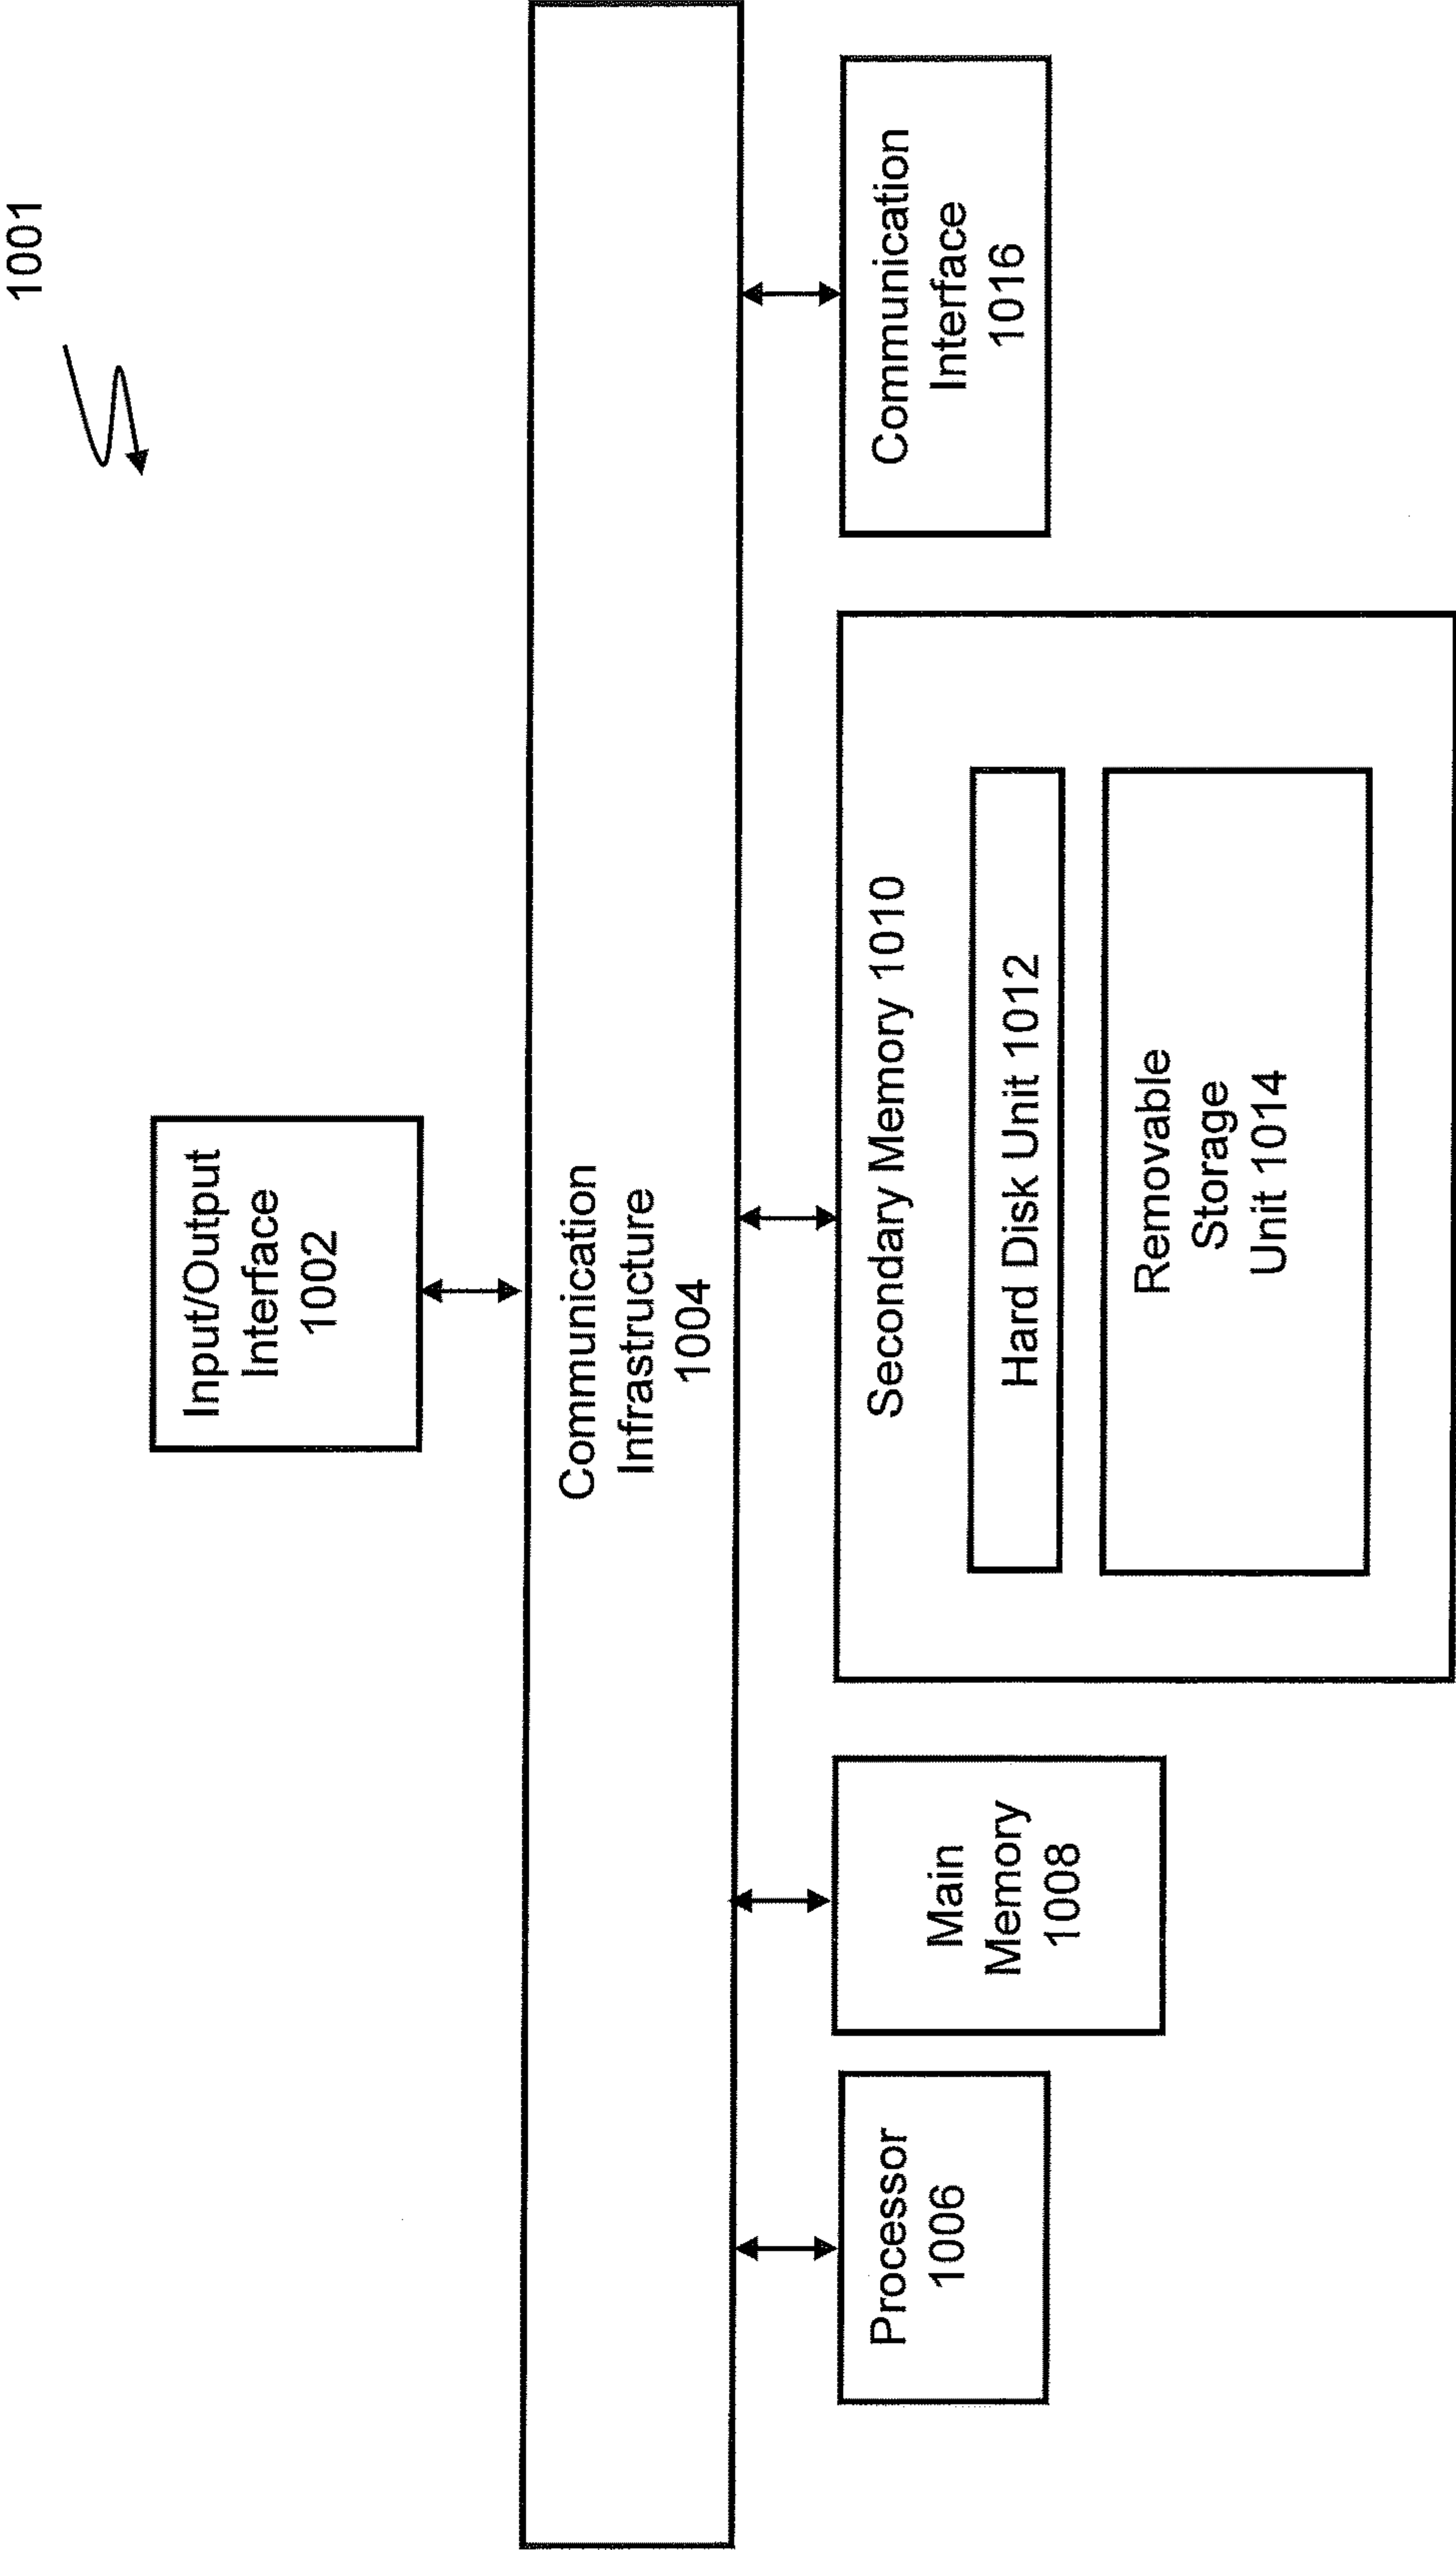 1001
Input/Output
Interface
1002
Communication
Infrastructure
1004
Processor
1006
Main
Memory
1008
Secondary Memory 1010
Hard Disk Unit 1012
Removable
Storage
Unit 1014
Communication
Interface
1016